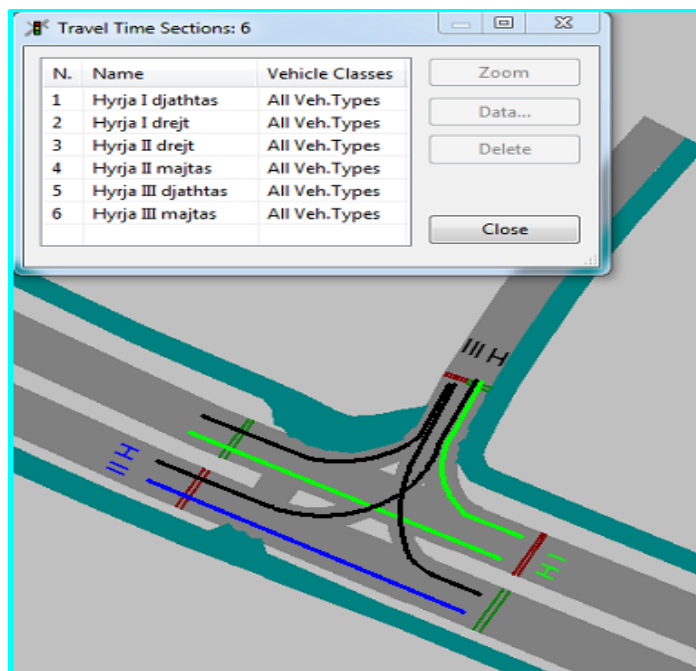 Travel Time Sections: 6
N. Name Vehicle Classes
1 Hyrja I djathtas All Veh.Types
2 Hyrja I drejt All Veh.Types
3 Hyrja II drejt All Veh.Types
4 Hyrja II majtas All Veh.Types
5 Hyrja III djathtas All Veh.Types
6 Hyrja III majtas All Veh.Types
Zoom
Data...
Delete
Close
III H
II H
H I